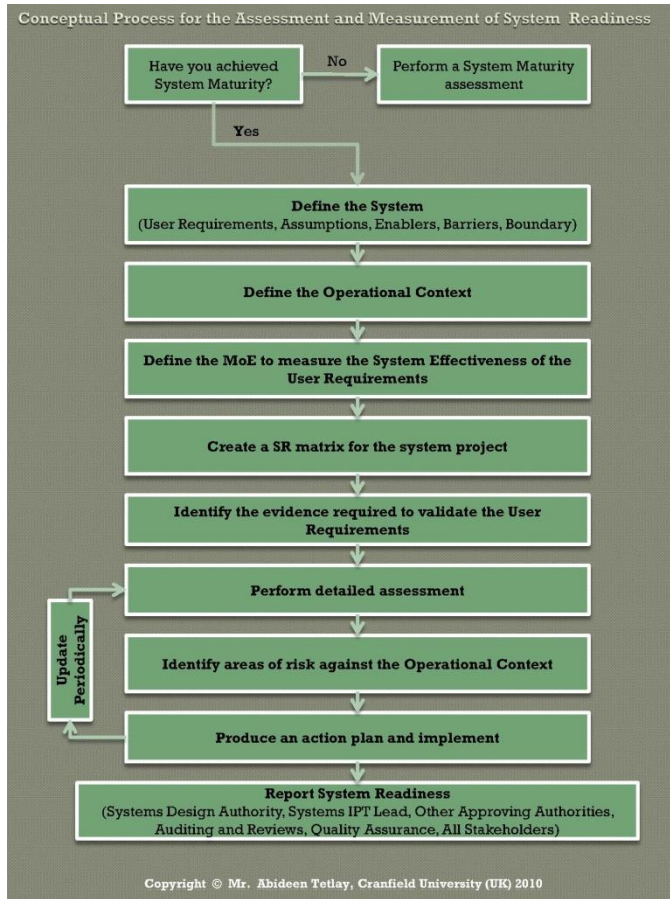 Conceptual Process for the Assessment and Measurement of System Readiness
Have you achieved
System Maturity?
No
Perform a System Maturity
assessment
Yes
Define the System
(User Requirements, Assumptions, Enablers, Barriers, Boundary)
Define the Operational Context
Define the MoE to measure the System Effectiveness of the
User Requirements
Create a SR matrix for the system project
Identify the evidence required to validate the User
Requirements
Perform detailed assessment
Update
Periodically
Identify areas of risk against the Operational Context
Produce an action plan and implement
Report System Readiness
(Systems Design Authority, Systems IPT Lead, Other Approving Authorities,
Auditing and Reviews, Quality Assurance, All Stakeholders)
Copyright © Mr. Abideen Tetlay, Cranfield University (UK) 2010